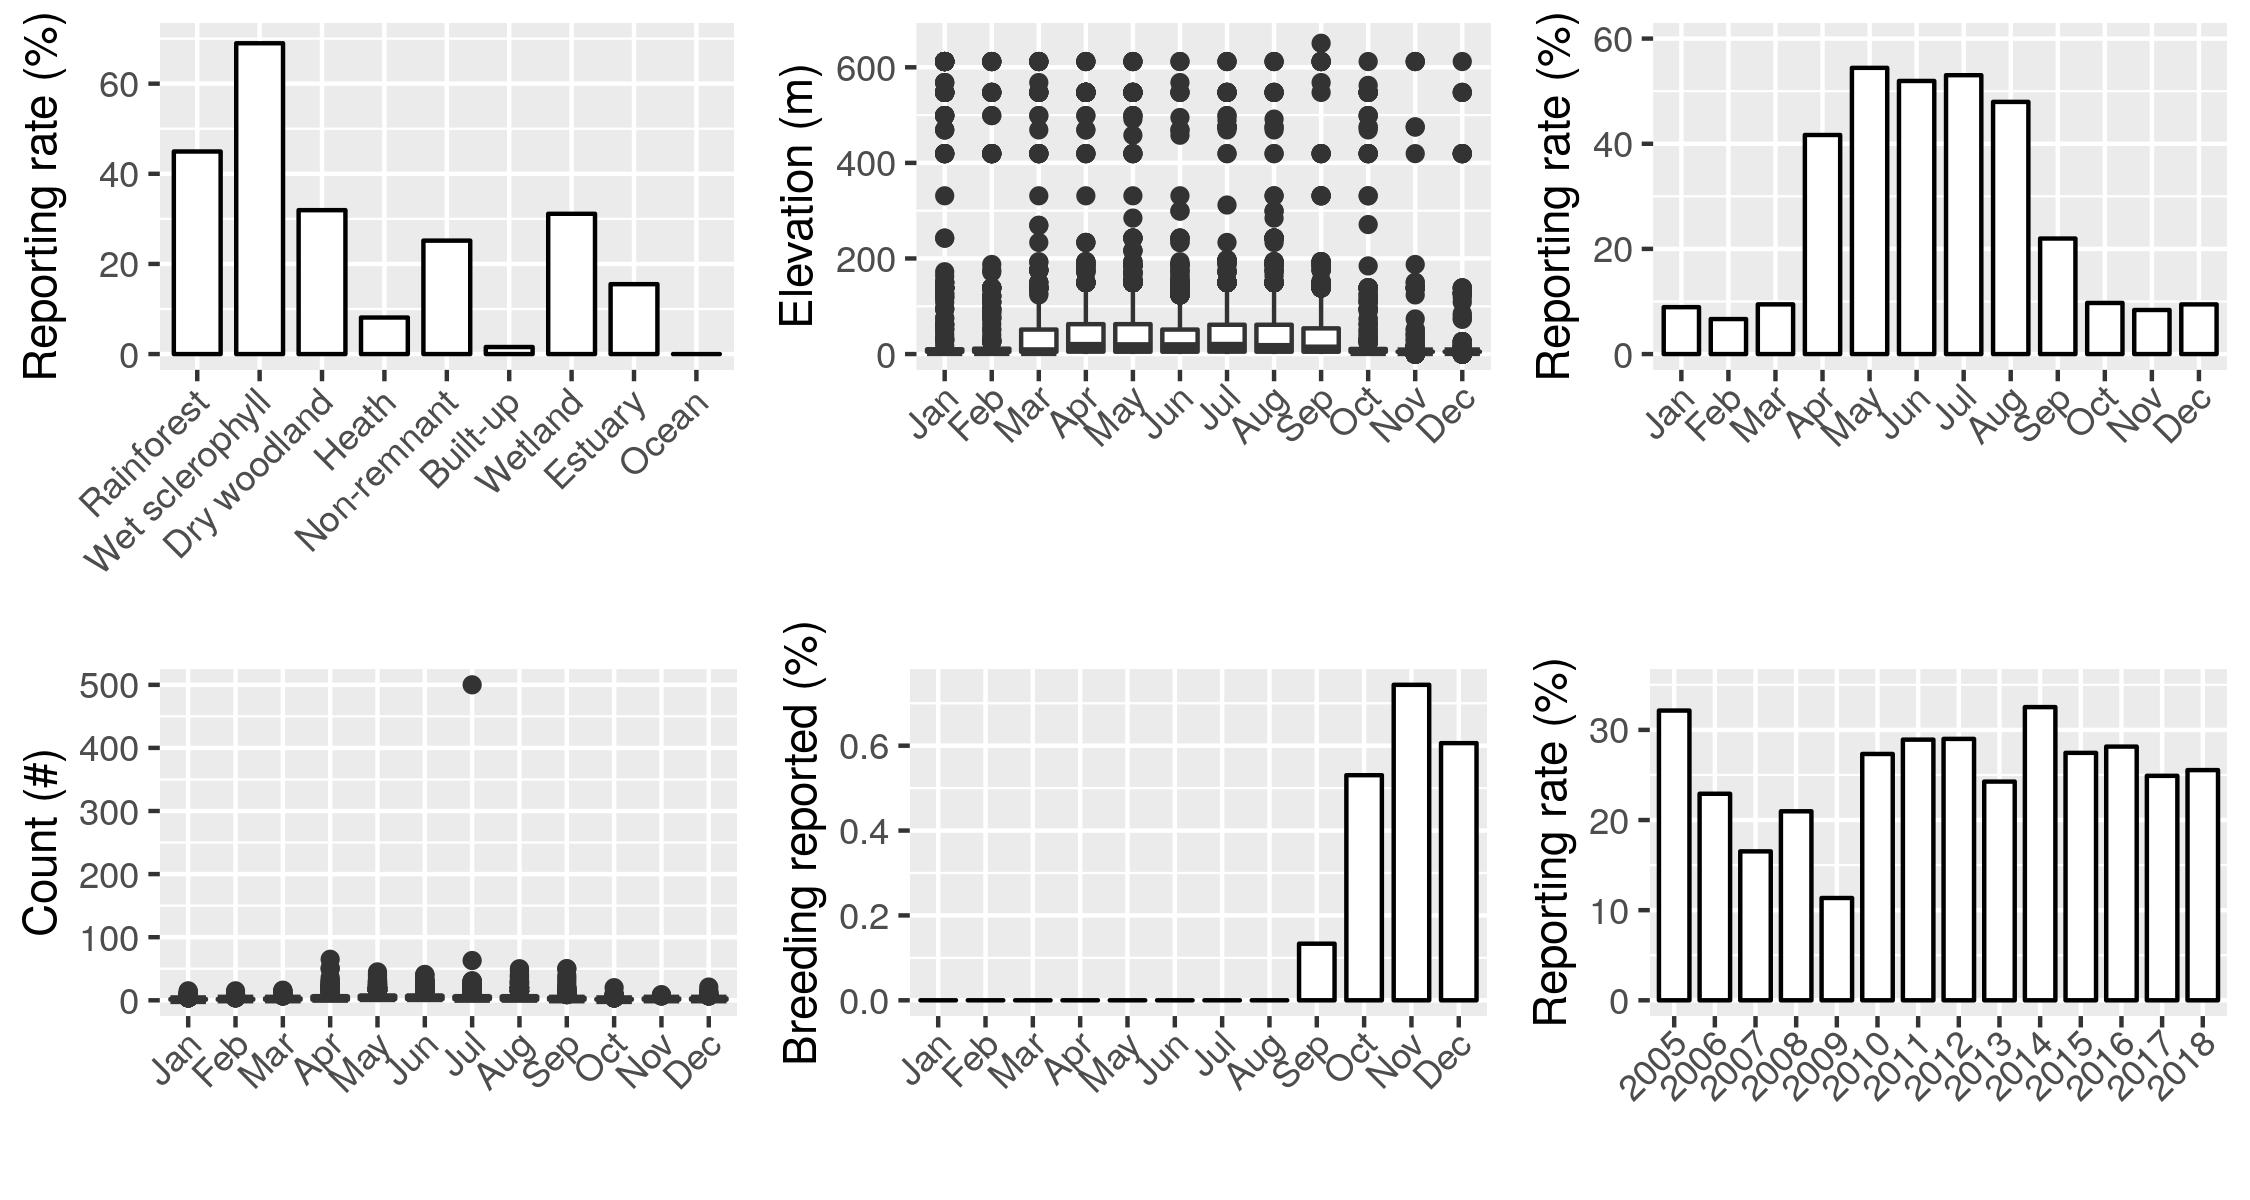 Reporting rate (%)
60
40
20
0
Rainforest
Wet sclerophyll
Dry woodland
Heath
Non-remnant
Built-up
Wetland
Estuary
Ocean
Elevation (m)
600
400
200
0
Jan
Feb
Mar
Apr
May
Jun
Jul
Aug
Sep
Oct
Nov
Dec
Reporting rate (%)
60
40
20
0
Jan
Feb
Mar
Apr
May
Jun
Jul
Aug
Sep
Oct
Nov
Dec
Count (#)
500
400
300
200
100
0
Jan
Feb
Mar
Apr
May
Jun
Jul
Aug
Sep
Oct
Nov
Dec
Breeding reported (%)
0.6
0.4
0.2
0.0
Jan
Feb
Mar
Apr
May
Jun
Jul
Aug
Sep
Oct
Nov
Dec
Reporting rate (%)
30
20
10
0
2005
2006
2007
2008
2009
2010
2011
2012
2013
2014
2015
2016
2017
2018